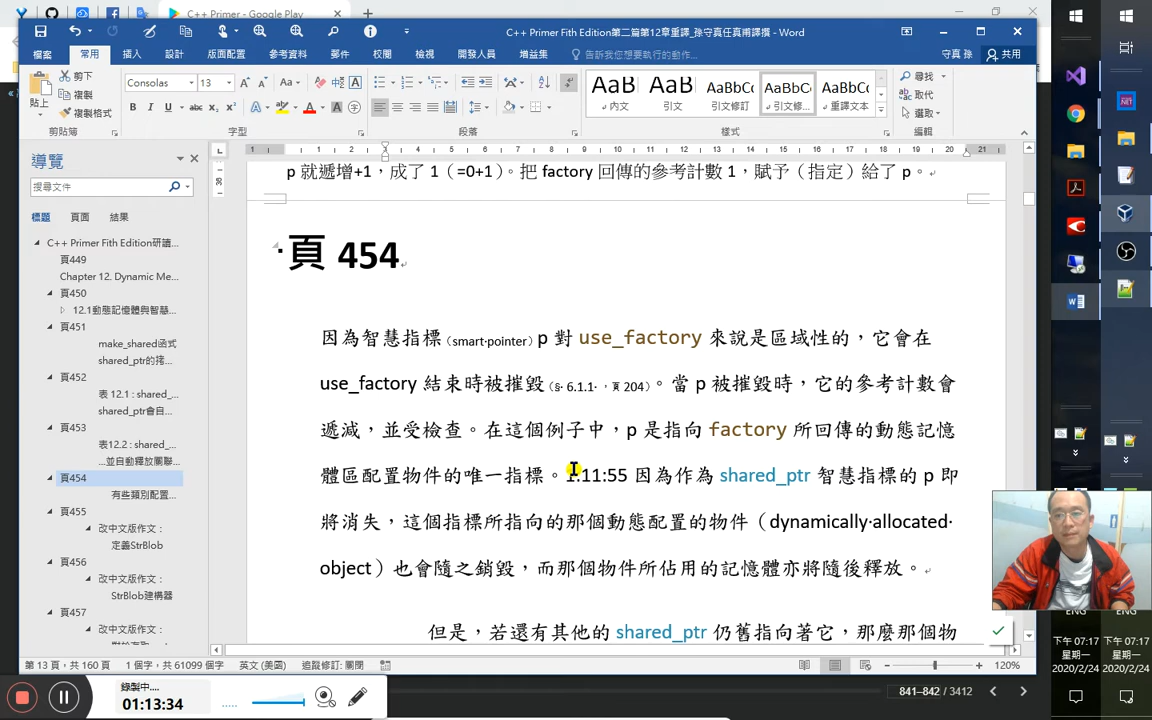 C++ Primer - Google Play
C++ Primer Fith Edition第二篇第12章重譯_孫守真任真甫譯撰 - Word
檔案 常用 插入 設計 版面配置 參考資料 郵件 校閱 檢視 開發人員 增益集 告訴我您想要執行的動作... 守真 孫 共用
貼上 剪下 複製 複製格式
Consolas 13
AaB AaB AaBbCc AaBbC AaBbC
內文 引文 引文修訂 引文修... 重譯文本
尋找 取代 選取
剪貼簿 字型 段落 樣式 編輯
導覽
搜尋文件
標題 頁面 結果
C++ Primer Fith Edition研讀...
頁449
Chapter 12. Dynamic Me...
頁450
12.1動態記憶體與智慧...
頁451
make_shared函式
shared_ptr的拷...
頁452
表 12.1 : shared_...
shared_ptr會自...
頁453
表12.2 : shared_...
...並自動釋放關聯...
頁454
有些類別配置...
頁455
改中文版作文：
定義StrBlob
頁456
改中文版作文：
StrBlob建構器
頁457
改中文版作文：
p 就遞增+1，成了 1（=0+1）。把 factory 回傳的參考計數 1，賦予（指定）給了 p。
頁 454
因為智慧指標（smart pointer）p 對 use_factory 來說是區域性的，它會在
use_factory 結束時被摧毀（§ 6.1.1 ，頁 204）。當 p 被摧毀時，它的參考計數會
遞減，並受檢查。在這個例子中，p 是指向 factory 所回傳的動態記憶
體區配置物件的唯一指標。1:11:55 因為作為 shared_ptr 智慧指標的 p 即
將消失，這個指標所指向的那個動態配置的物件（dynamically allocated
object）也會隨之銷毀，而那個物件所佔用的記憶體亦將隨後釋放。
但是，若還有其他的 shared_ptr 仍舊指向著它，那麼那個物
第 13 頁，共 160 頁 1 個字，共 61099 個字 英文 (美國) 追蹤修訂: 關閉 120%
錄製中....
01:13:34
841–842 / 3412
ENG ENG
下午 07:17 下午 07:17
星期一 星期一
2020/2/24 2020/2/24